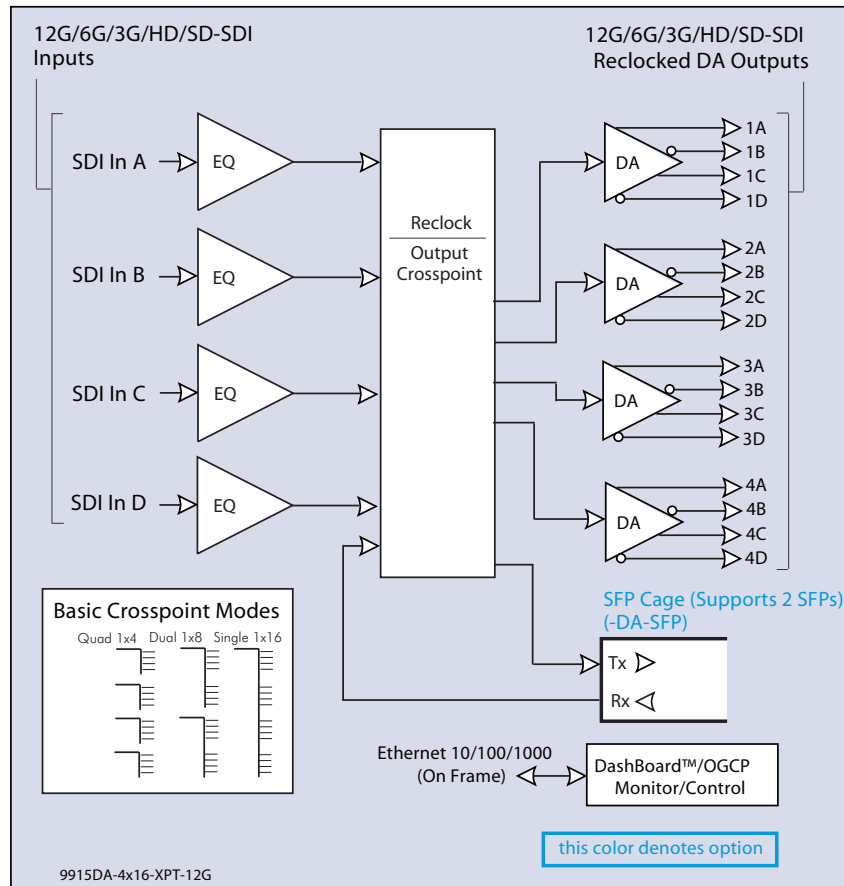 12G/6G/3G/HD/SD-SDI
Inputs
12G/6G/3G/HD/SD-SDI
Reclocked DA Outputs
SDI In A
EQ
SDI In B
EQ
SDI In C
EQ
SDI In D
EQ
Reclock
Output
Crosspoint
DA
1A
1B
1C
1D
DA
2A
2B
2C
2D
DA
3A
3B
3C
3D
DA
4A
4B
4C
4D
Basic Crosspoint Modes
Quad 1x4 Dual 1x8 Single 1x16
SFP Cage (Supports 2 SFPs)
(-DA-SFP)
Tx
Rx
Ethernet 10/100/1000
(On Frame)
DashBoard™/OGCP
Monitor/Control
this color denotes option
9915DA-4x16-XPT-12G